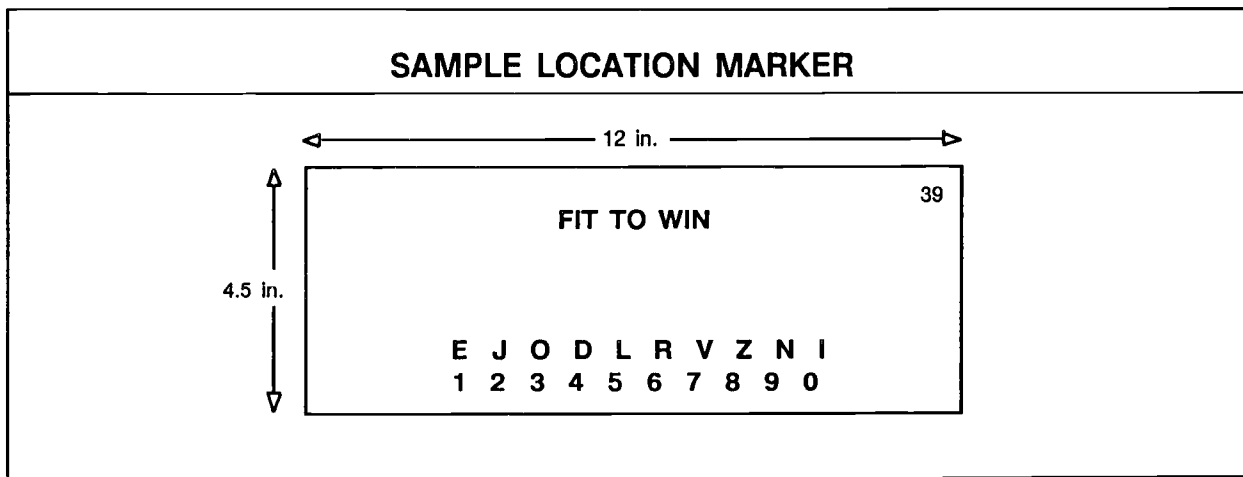 SAMPLE LOCATION MARKER
12 in.
39
FIT TO WIN
4.5 in.
E J O D L R V Z N I
1 2 3 4 5 6 7 8 9 0